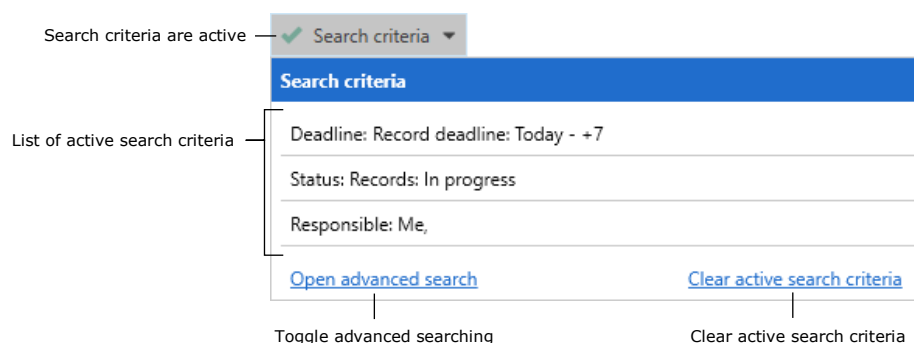 Search criteria are active
Search criteria
Search criteria
List of active search criteria
Deadline: Record deadline: Today - +7
Status: Records: In progress
Responsible: Me,
Open advanced search
Clear active search criteria
Toggle advanced searching
Clear active search criteria